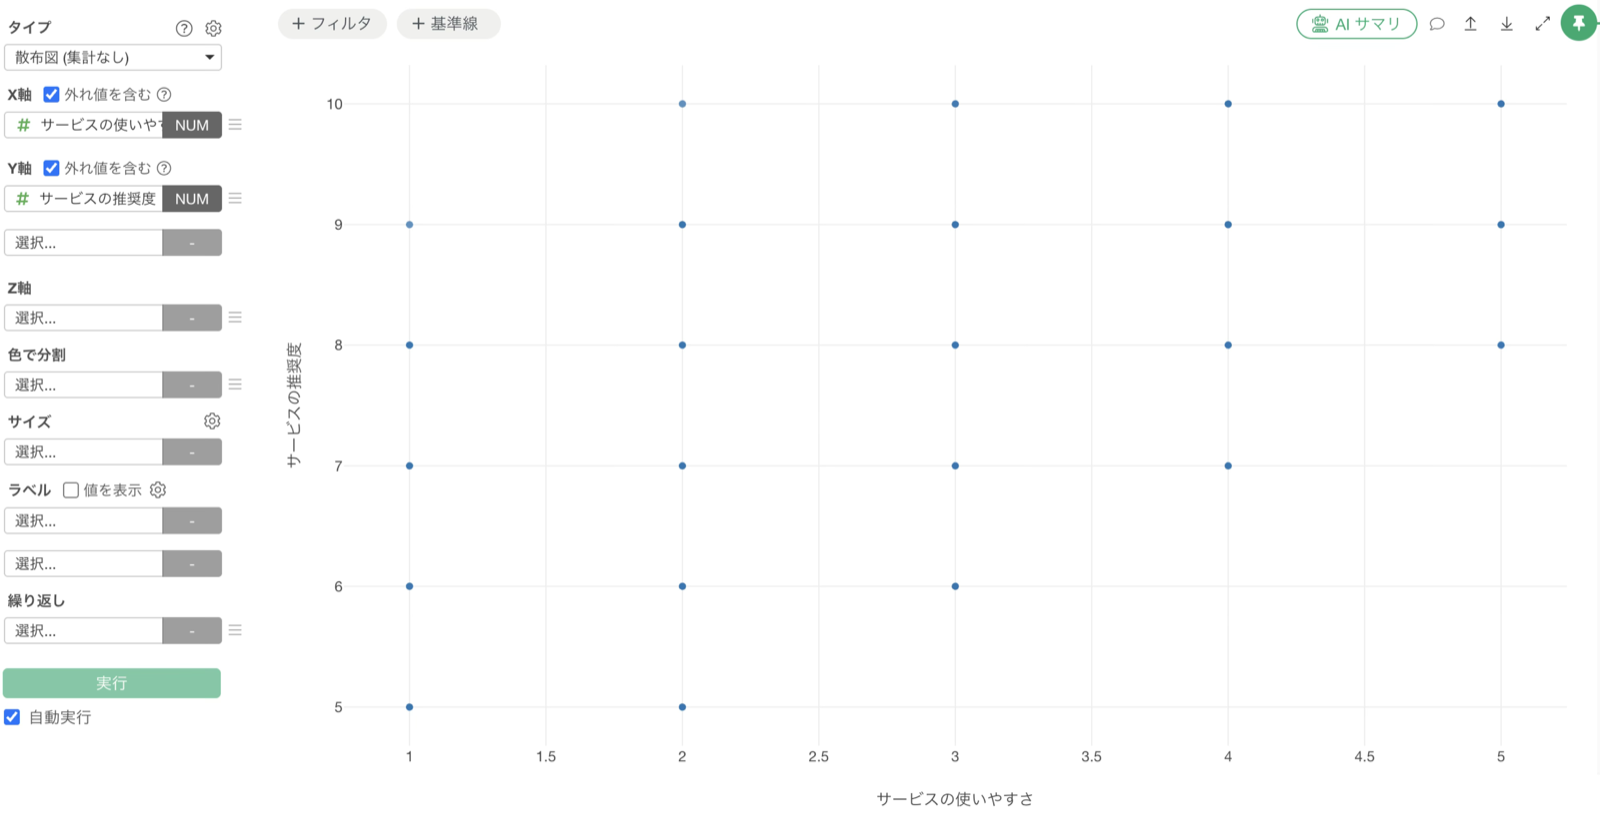 タイプ
散布図 (集計なし)
X軸 外れ値を含む
# サービスの使いや NUM
Y軸 外れ値を含む
# サービスの推奨度 NUM
選択... -
Z軸
選択... -
色で分割
選択... -
サイズ
選択... -
ラベル 値を表示
選択... -
選択... -
繰り返し
選択... -
実行
自動実行
+ フィルタ
+ 基準線
AI サマリ
サービスの推奨度
10
9
8
7
6
5
1 1.5 2 2.5 3 3.5 4 4.5 5
サービスの使いやすさ